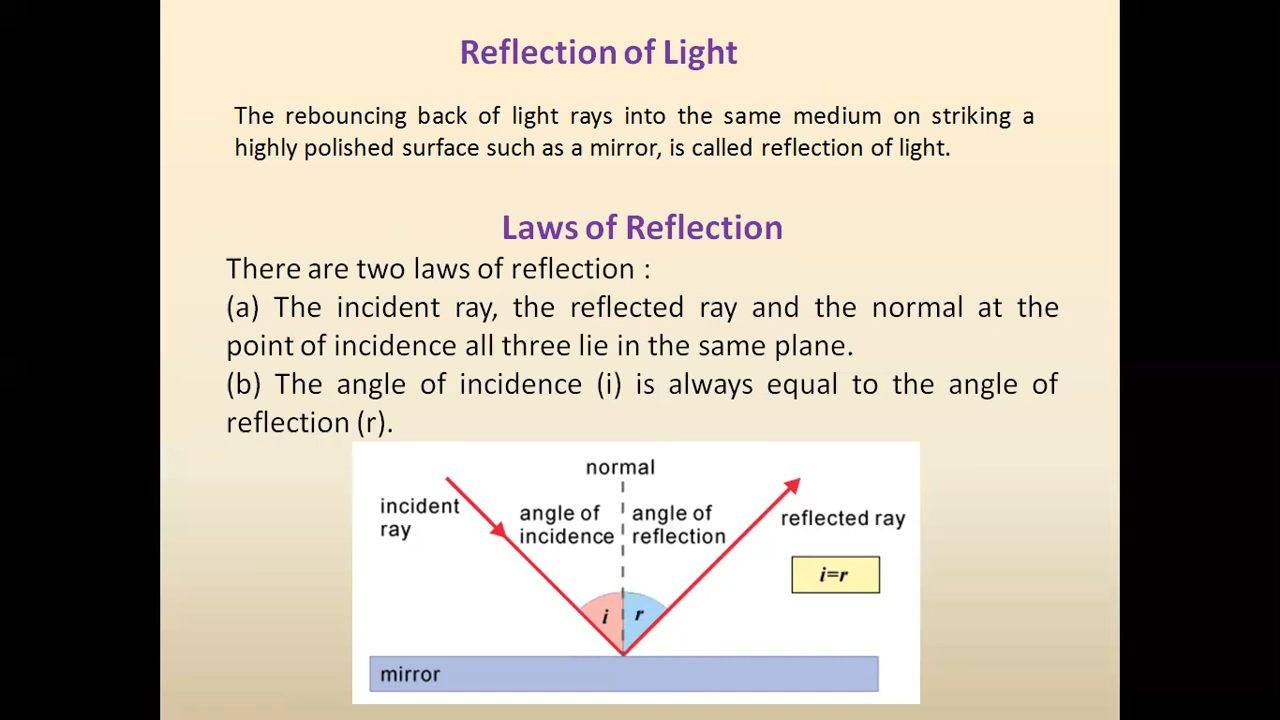 Reflection of Light
The rebouncing back of light rays into the same medium on striking a
highly polished surface such as a mirror, is called reflection of light.
Laws of Reflection
There are two laws of reflection :
(a) The incident ray, the reflected ray and the normal at the
point of incidence all three lie in the same plane.
(b) The angle of incidence (i) is always equal to the angle of
reflection (r).
normal
incident
ray
angle of
incidence
angle of
reflection
reflected ray
i=r
i
r
mirror